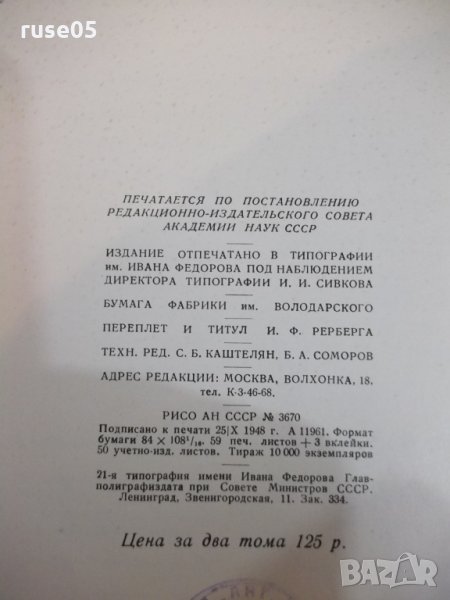 ruse05
ПЕЧАТАЕТСЯ ПО ПОСТАНОВЛЕНИЮ
РЕДАКЦИОННО-ИЗДАТЕЛЬСКОГО СОВЕТА
АКАДЕМИИ НАУК СССР
ИЗДАНИЕ ОТПЕЧАТАНО В ТИПОГРАФИИ
им. ИВАНА ФЕДОРОВА ПОД НАБЛЮДЕНИЕМ
ДИРЕКТОРА ТИПОГРАФИИ И. И. СИВКОВА
БУМАГА ФАБРИКИ им. ВОЛОДАРСКОГО
ПЕРЕПЛЕТ И ТИТУЛ И. Ф. РЕРБЕРГА
ТЕХН. РЕД. С. Б. КАШТЕЛЯН, Б. А. СОМОРОВ
АДРЕС РЕДАКЦИИ: МОСКВА, ВОЛХОНКА, 18.
тел. К-3-46-68.
РИСО АН СССР № 3670
Подписано к печати 25/X 1948 г. А 11961. Формат
бумаги 84 × 108¹/₁₆. 59 печ. листов + 3 вклейки.
50 учетно-изд. листов. Тираж 10 000 экземпляров
21-я типография имени Ивана Федорова Глав-
полиграфиздата при Совете Министров СССР.
Ленинград, Звенигородская, 11. Зак. 334.
Цена за два тома 125 р.
BAZAR
.bg